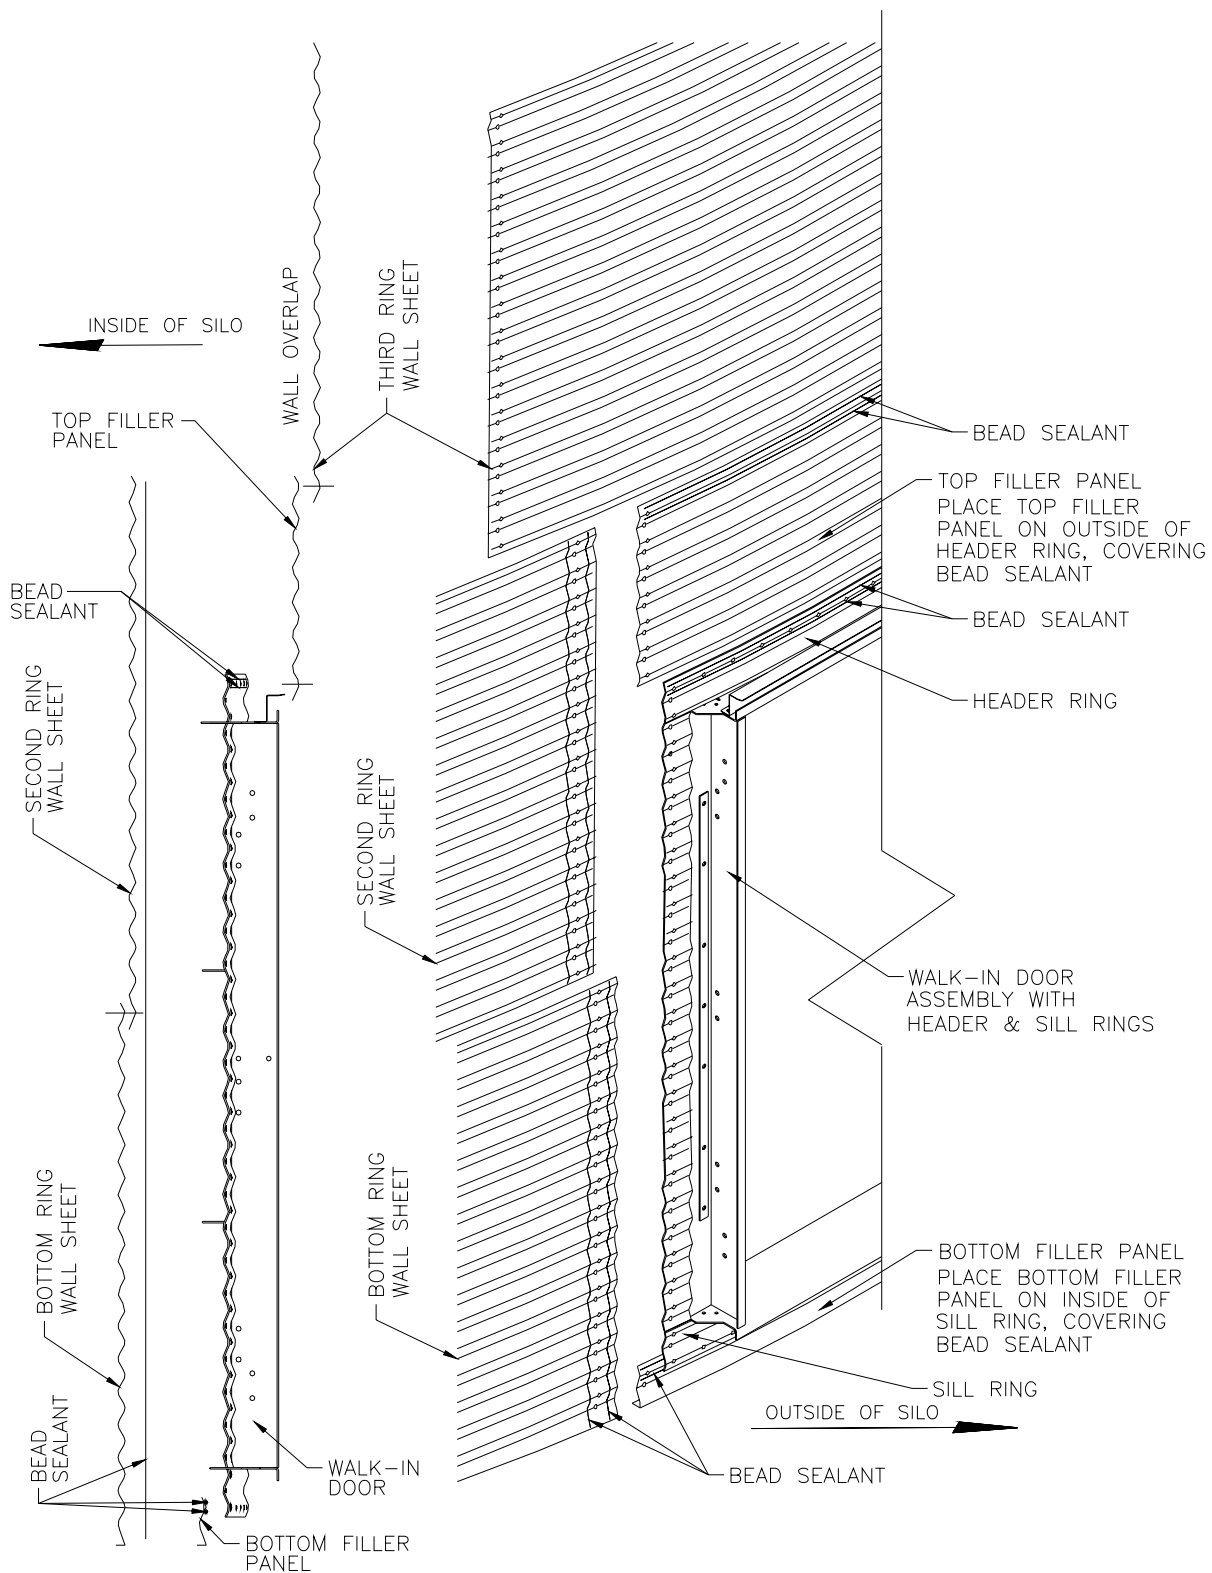 INSIDE OF SILO
WALL OVERLAP
THIRD RING
WALL SHEET
TOP FILLER
PANEL
BEAD SEALANT
TOP FILLER PANEL
PLACE TOP FILLER
PANEL ON OUTSIDE OF
HEADER RING, COVERING
BEAD SEALANT
BEAD
SEALANT
BEAD SEALANT
HEADER RING
SECOND RING
WALL SHEET
SECOND RING
WALL SHEET
WALK-IN DOOR
ASSEMBLY WITH
HEADER & SILL RINGS
BOTTOM RING
WALL SHEET
BOTTOM RING
WALL SHEET
BOTTOM FILLER PANEL
PLACE BOTTOM FILLER
PANEL ON INSIDE OF
SILL RING, COVERING
BEAD SEALANT
SILL RING
OUTSIDE OF SILO
BEAD
SEALANT
WALK-IN
DOOR
BEAD SEALANT
BOTTOM FILLER
PANEL